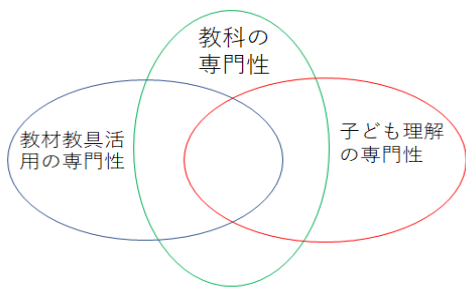 教科の
専門性
教材教具活
用の専門性
子ども理解
の専門性